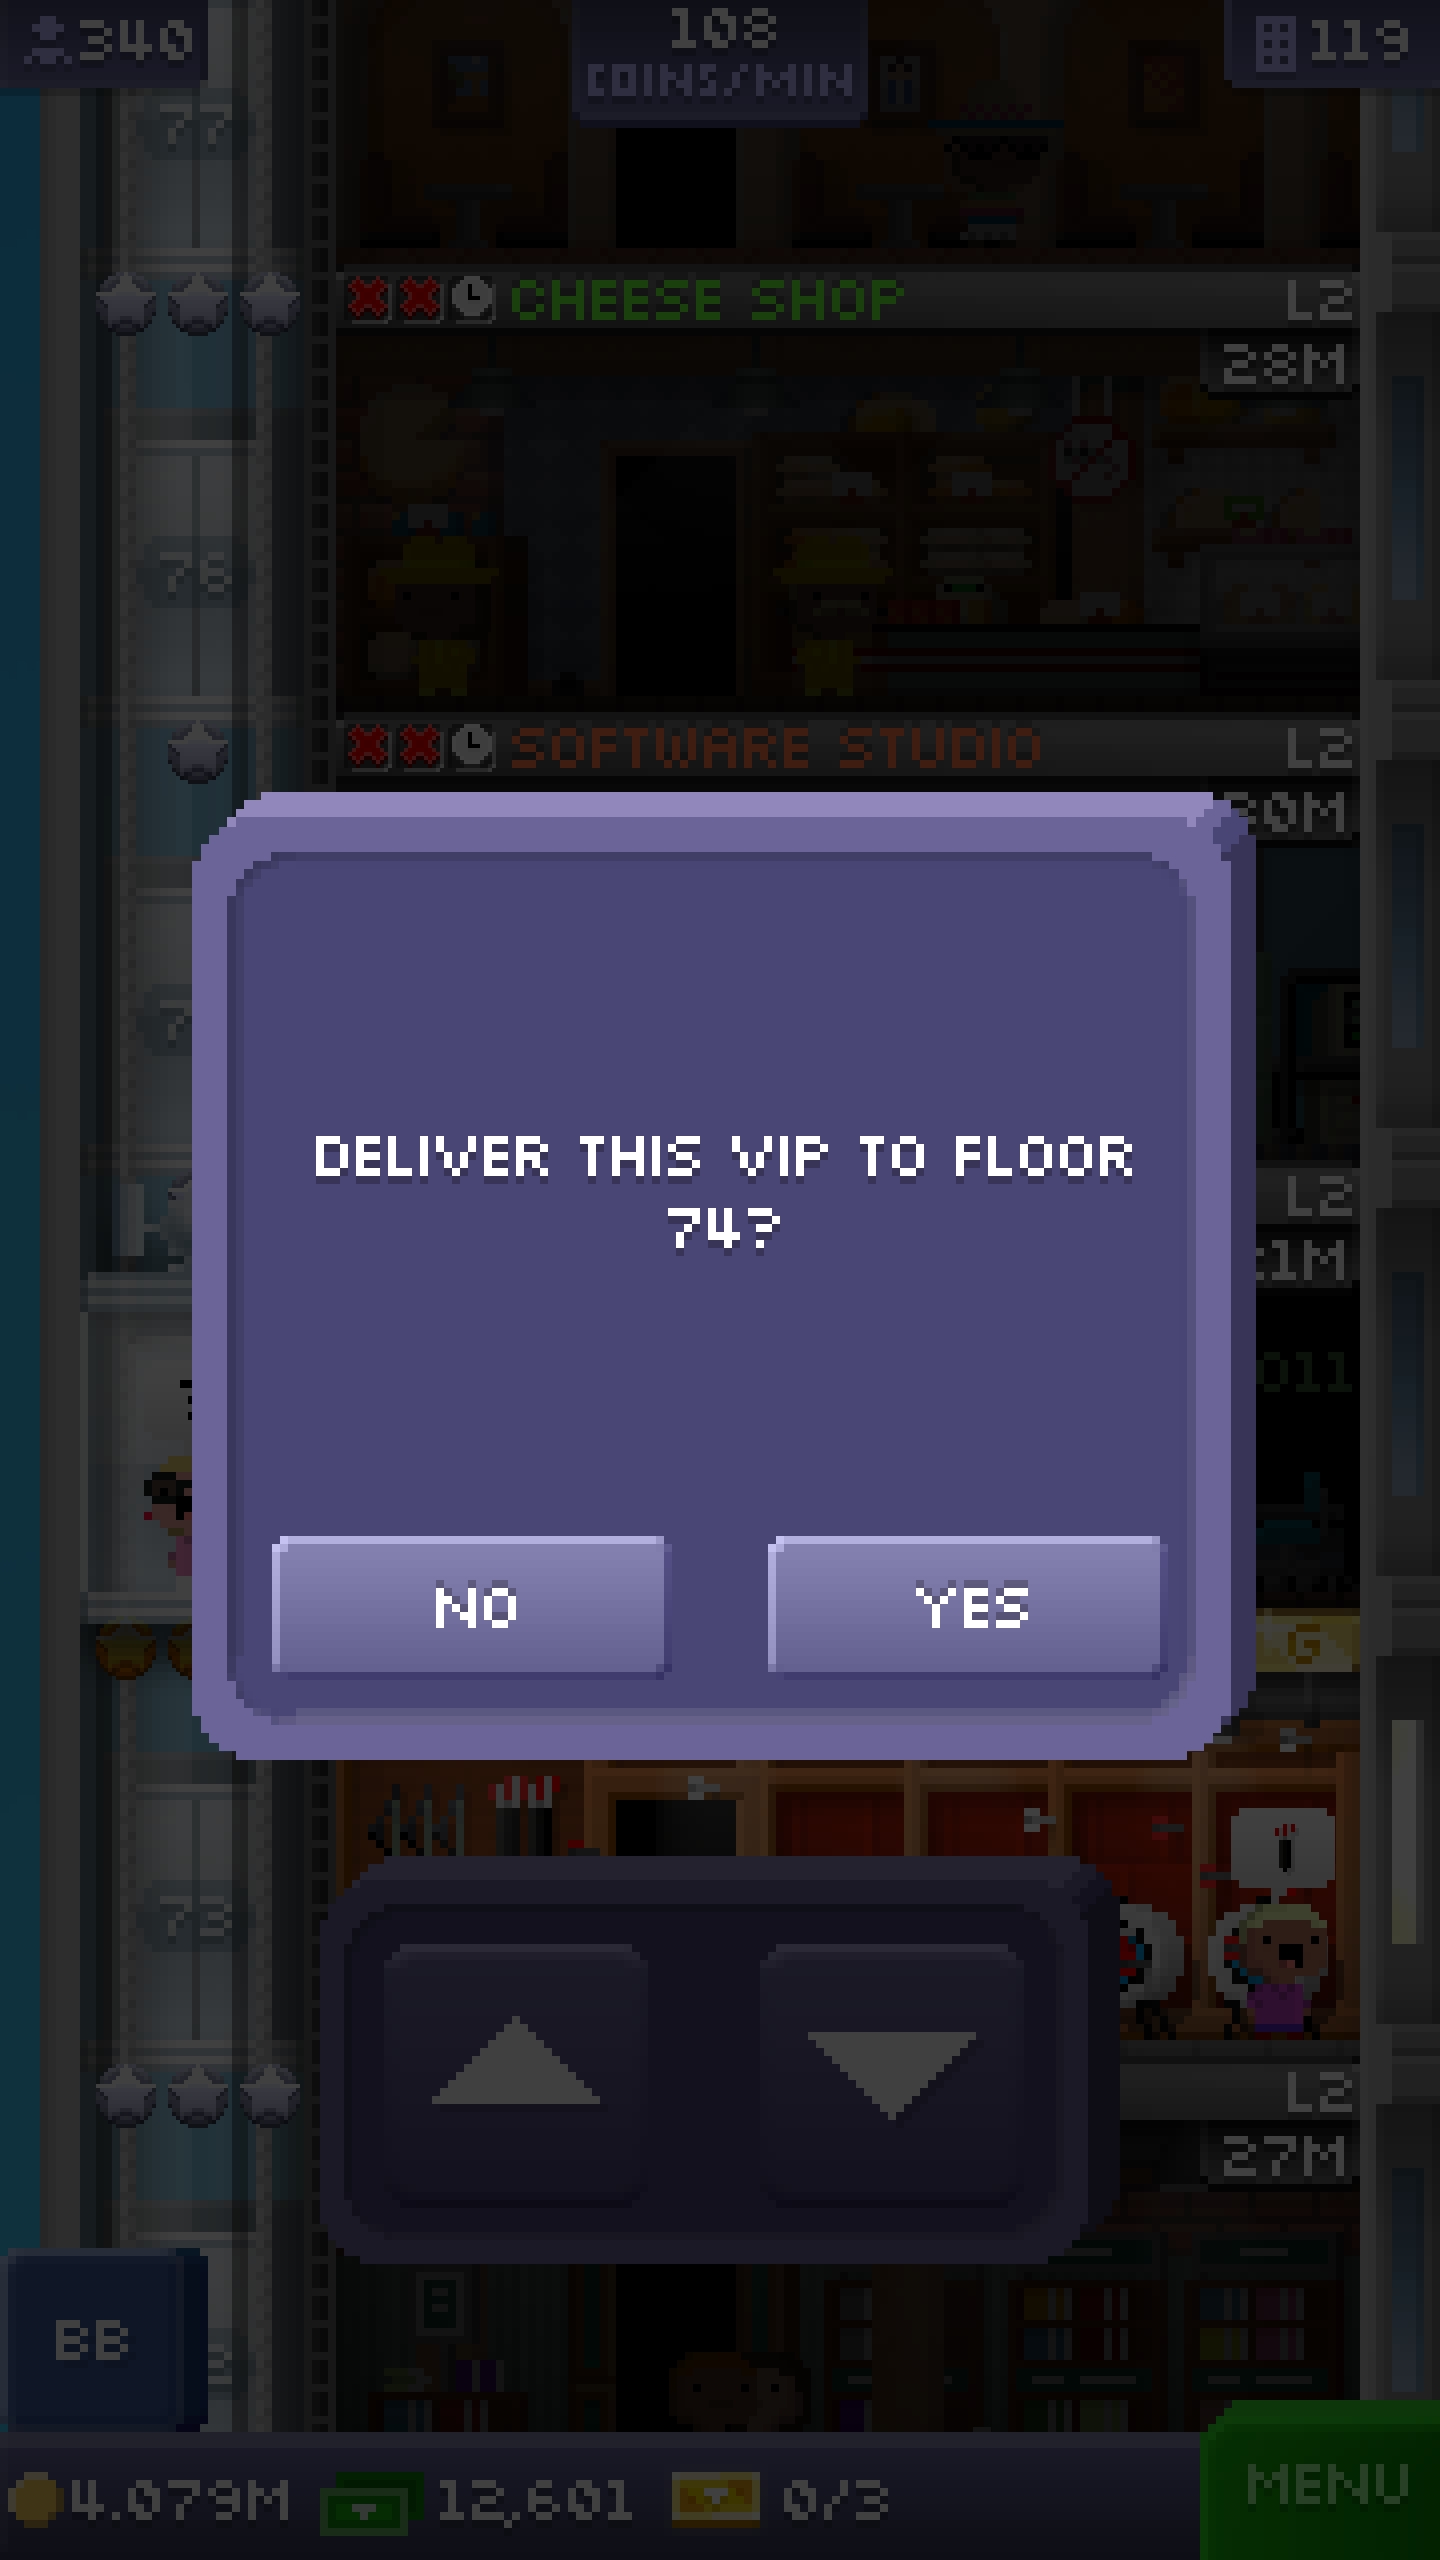 340
108
COINS/MIN
119
77
CHEESE SHOP
L2
28M
78
SOFTWARE STUDIO
L2
DELIVER THIS VIP TO FLOOR
74?
L2
NO
YES
73
L2
27M
BB
4.079M
12,601
0/3
MENU